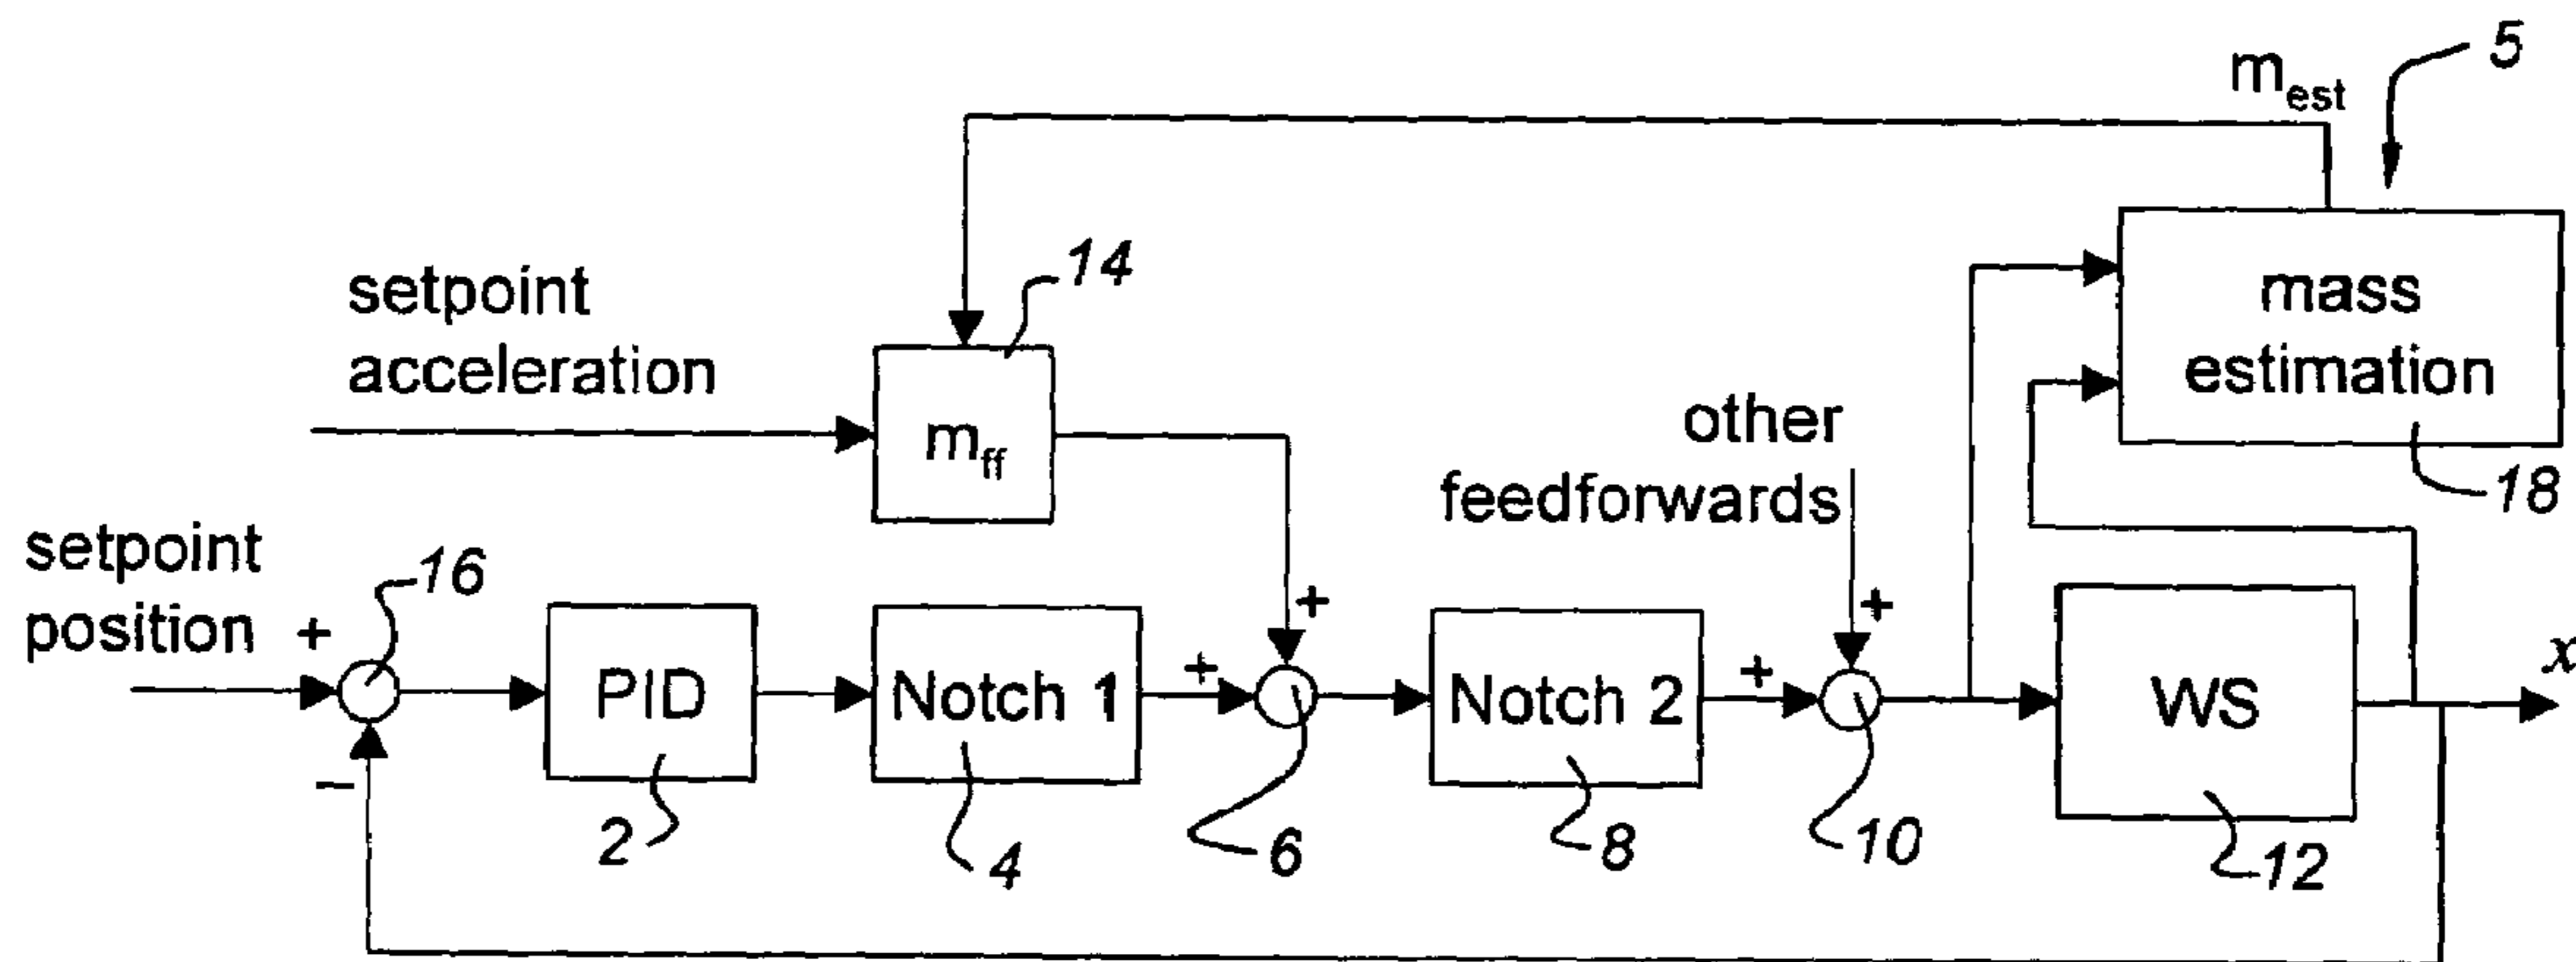 5
m_est
mass
estimation
18
setpoint
acceleration
14
m_ff
other
feedforwards
+
+
setpoint
position
+
16
−
PID
2
Notch 1
4
+
6
Notch 2
8
+
10
WS
12
x